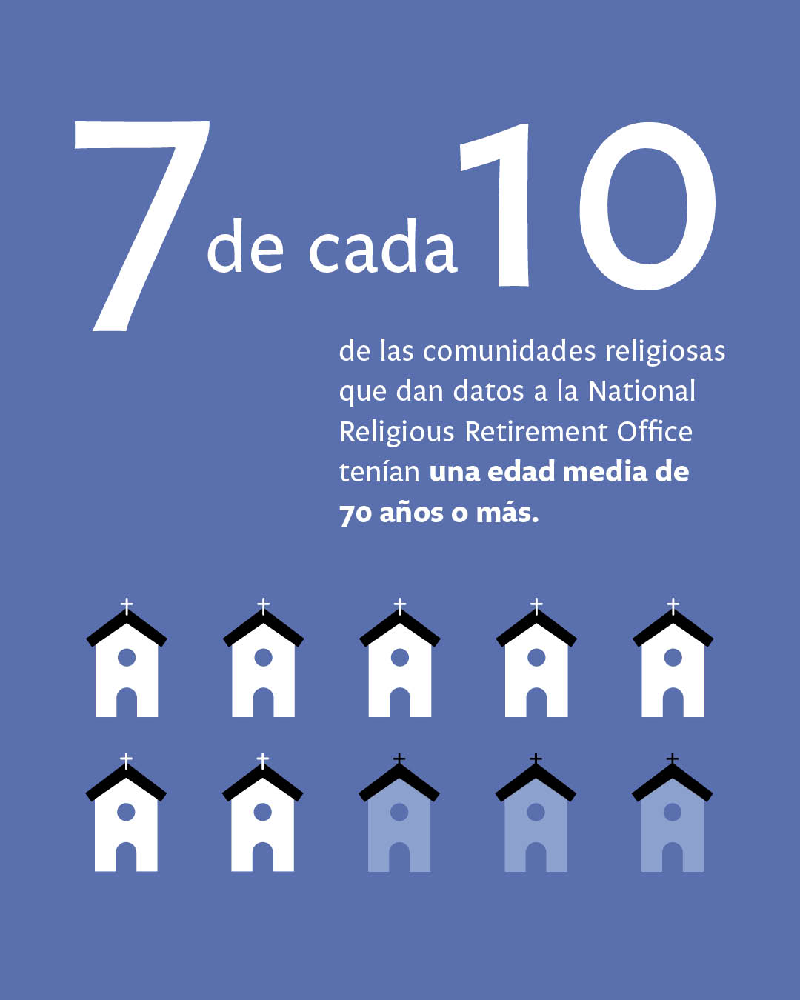 7 de cada 10
de las comunidades religiosas
que dan datos a la National
Religious Retirement Office
tenían una edad media de
70 años o más.